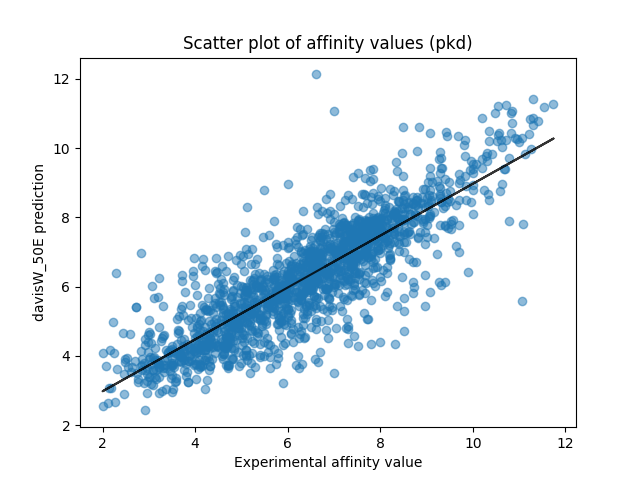 Scatter plot of affinity values (pkd)
12
10
8
6
4
2
davisW_50E prediction
2 4 6 8 10 12
Experimental affinity value